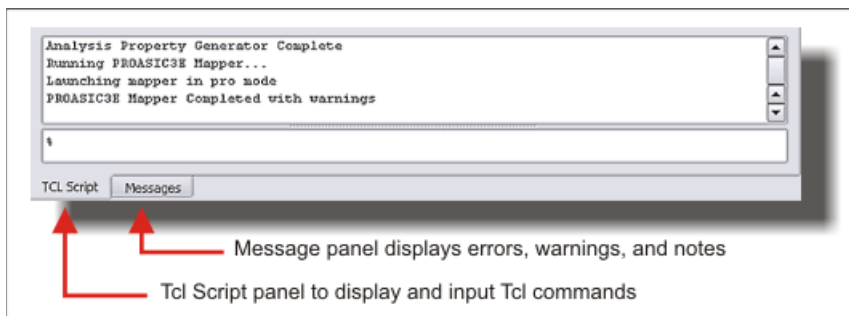 Analysis Property Generator Complete
Running PROASIC3E Mapper...
Launching mapper in pro mode
PROASIC3E Mapper Completed with warnings
%
TCL Script Messages
Message panel displays errors, warnings, and notes
Tcl Script panel to display and input Tcl commands